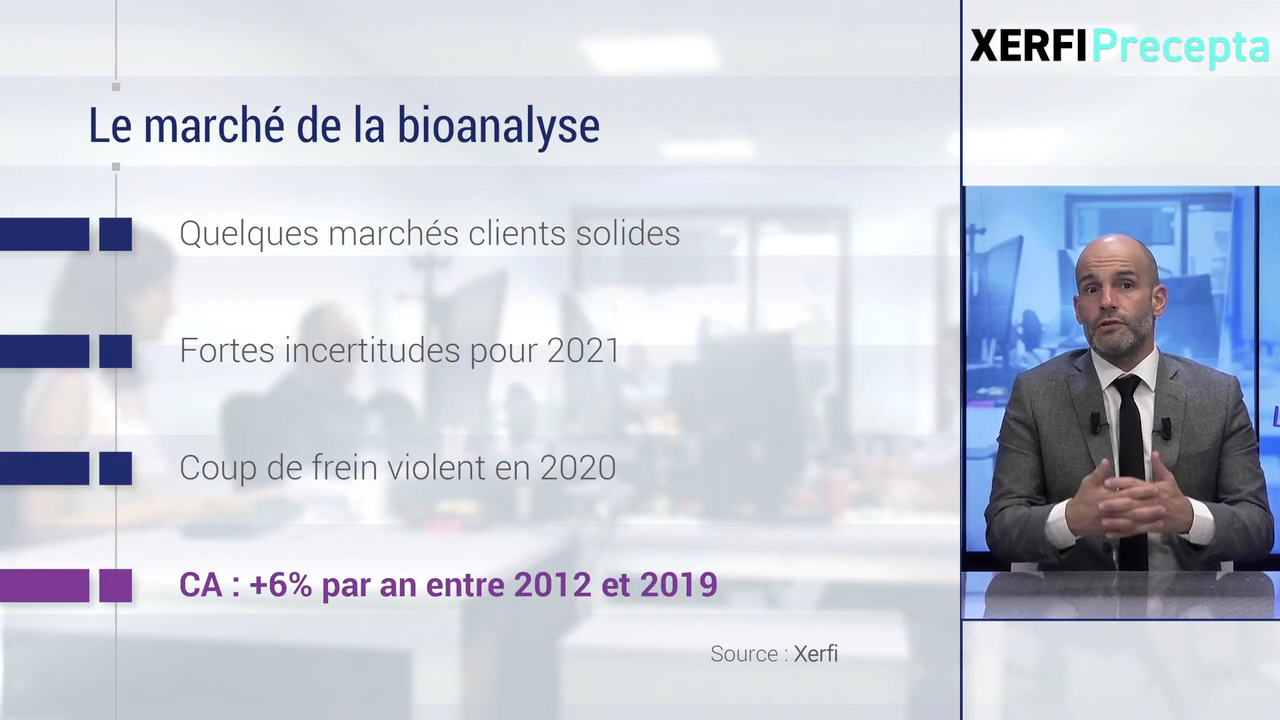 XERFI Precepta
Le marché de la bioanalyse
Quelques marchés clients solides
Fortes incertitudes pour 2021
Coup de frein violent en 2020
CA : +6% par an entre 2012 et 2019
Source : Xerfi